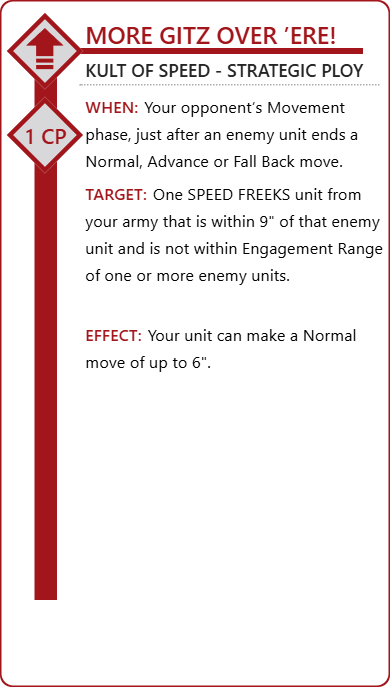 MORE GITZ OVER ’ERE!
KULT OF SPEED - STRATEGIC PLOY
1 CP
WHEN: Your opponent’s Movement
phase, just after an enemy unit ends a
Normal, Advance or Fall Back move.
TARGET: One SPEED FREEKS unit from
your army that is within 9" of that enemy
unit and is not within Engagement Range
of one or more enemy units.
EFFECT: Your unit can make a Normal
move of up to 6".